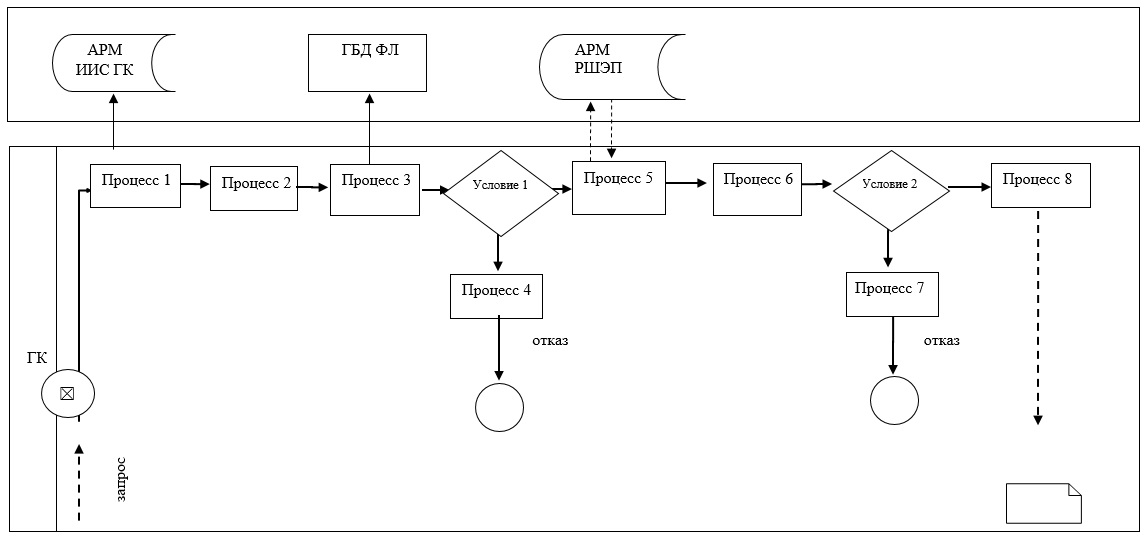 АРМ
ИИС ГК
ГБД ФЛ
АРМ
РШЭП
Процесс 1
Процесс 2
Процесс 3
Условие 1
Процесс 5
Процесс 6
Условие 2
Процесс 8
Процесс 4
Процесс 7
отказ
отказ
ГК
запрос